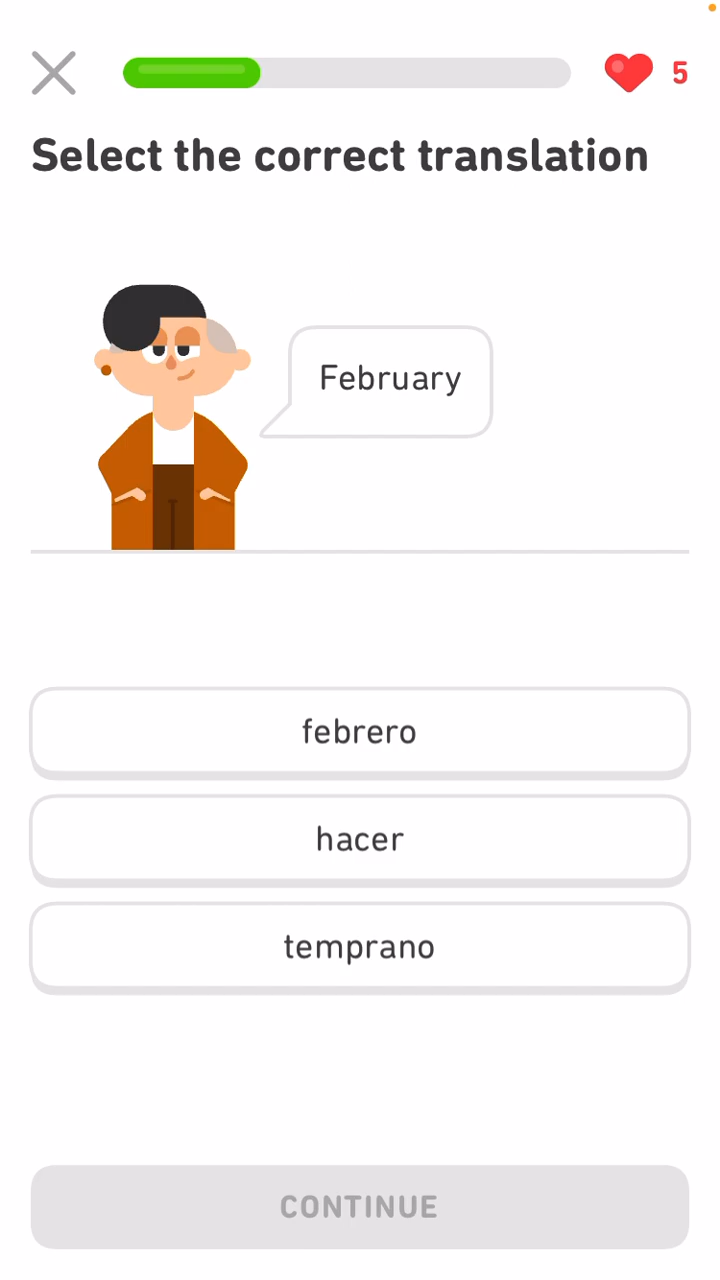 5
Select the correct translation
February
febrero
hacer
temprano
CONTINUE